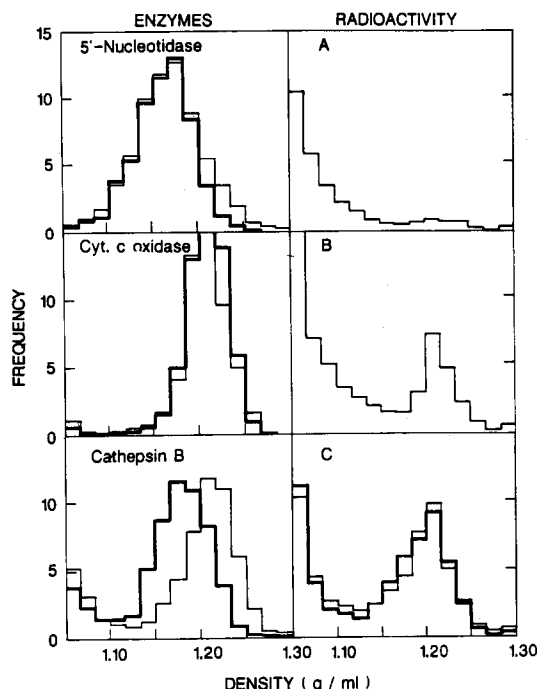 ENZYMES RADIOACTIVITY
15
5'-Nucleotidase A
10
5
0
Cyt. c oxidase B
10
5
0
Cathepsin B C
10
5
0
1.10 1.20 1.30 1.10 1.20 1.30
FREQUENCY
DENSITY ( g / ml )